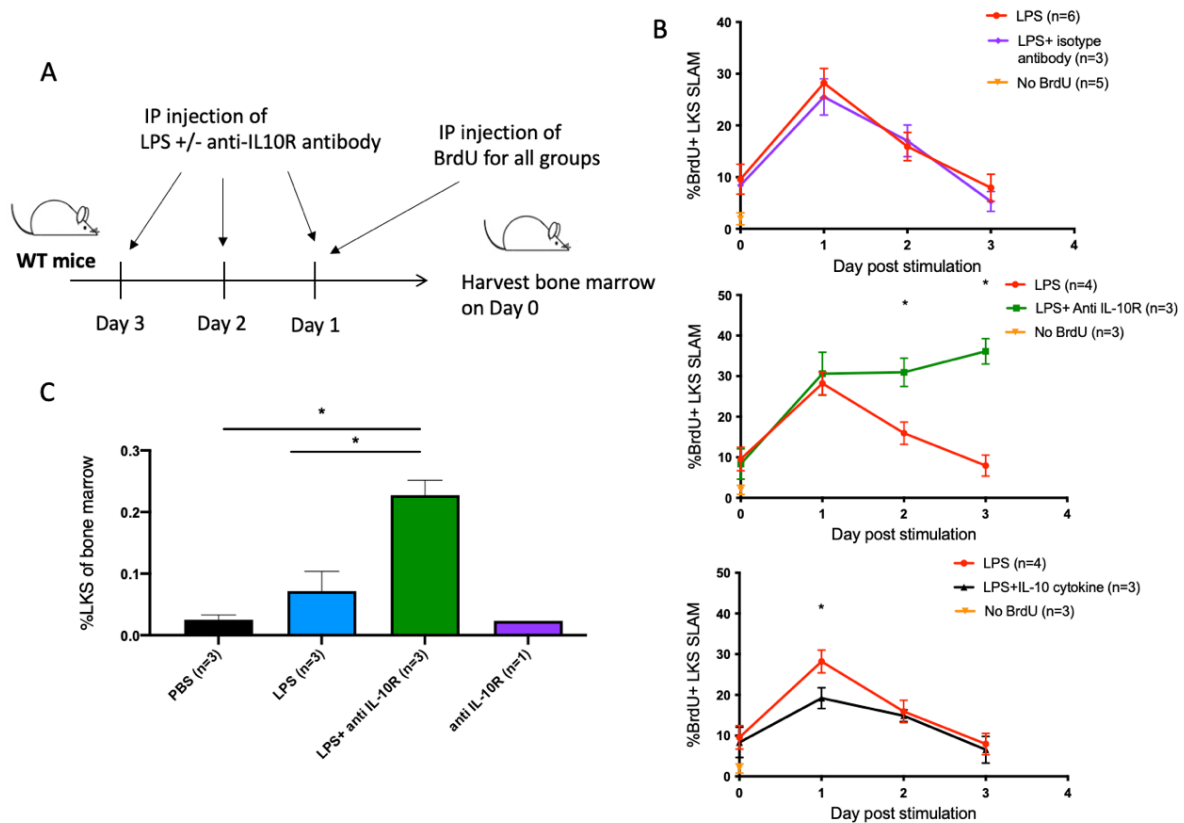 A
IP injection of
LPS +/- anti-IL10R antibody
IP injection of
BrdU for all groups
WT mice
Day 3
Day 2
Day 1
Harvest bone marrow
on Day 0
B
%BrdU+ LKS SLAM
40
30
20
10
0
0
1
2
3
4
Day post stimulation
LPS (n=6)
LPS+ isotype
antibody (n=3)
No BrdU (n=5)
%BrdU+ LKS SLAM
50
40
30
20
10
0
0
1
2
3
4
Day post stimulation
*
*
LPS (n=4)
LPS+ Anti IL-10R (n=3)
No BrdU (n=3)
%BrdU+ LKS SLAM
50
40
30
20
10
0
0
1
2
3
4
Day post stimulation
*
LPS (n=4)
LPS+IL-10 cytokine (n=3)
No BrdU (n=3)
C
%LKS of bone marrow
0.3
0.2
0.1
0.0
*
*
PBS (n=3)
LPS (n=3)
LPS+ anti IL-10R (n=3)
anti IL-10R (n=1)